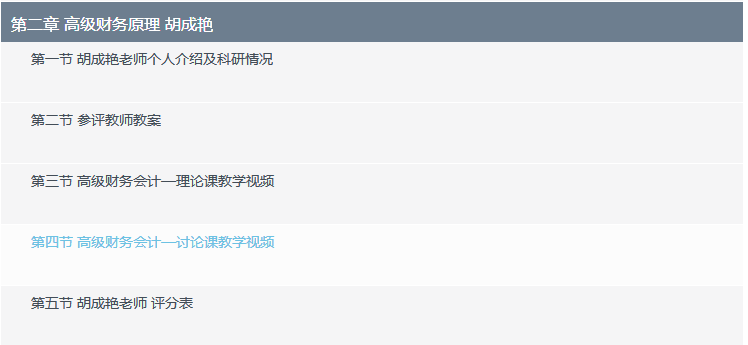 第二章 高级财务原理 胡成艳
第一节 胡成艳老师个人介绍及科研情况
第二节 参评教师教案
第三节 高级财务会计—理论课教学视频
第四节 高级财务会计—讨论课教学视频
第五节 胡成艳老师 评分表